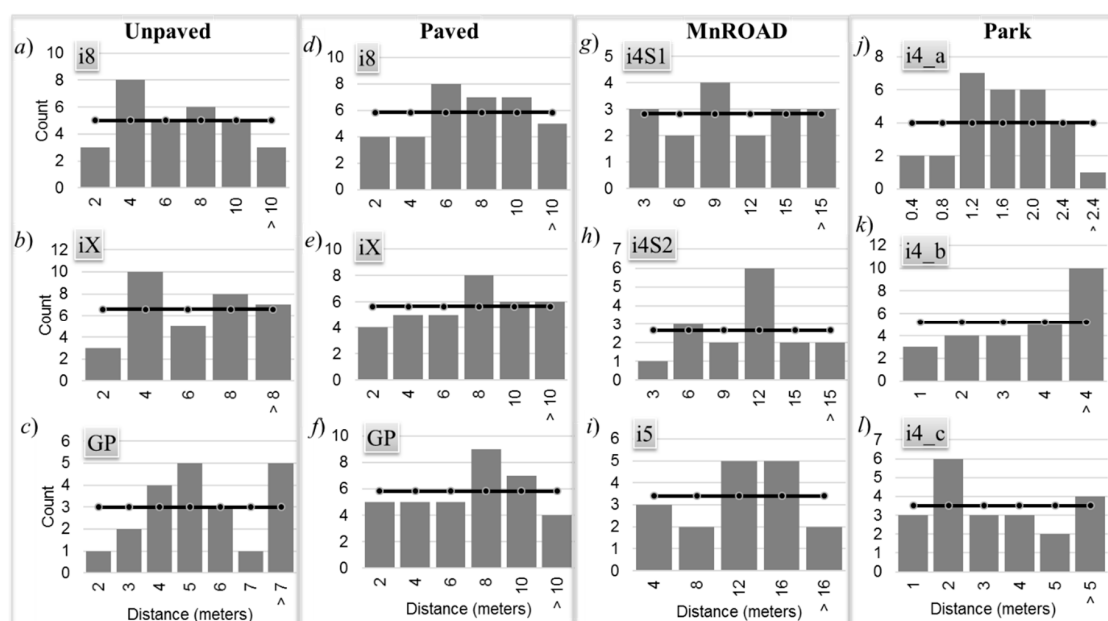 Unpaved
a) i8
Count
10
8
6
4
2
0
2 4 6 8 10 > 10
b) iX
Count
12
10
8
6
4
2
0
2 4 6 8 > 8
c) GP
Count
6
5
4
3
2
1
0
2 3 4 5 6 7 > 7
Distance (meters)
Paved
d) i8
10
8
6
4
2
0
2 4 6 8 10 > 10
e) iX
10
8
6
4
2
0
2 4 6 8 10 > 10
f) GP
10
8
6
4
2
0
2 4 6 8 10 > 10
Distance (meters)
MnROAD
g) i4S1
5
4
3
2
1
0
3 6 9 12 15 > 15
h) i4S2
7
6
5
4
3
2
1
0
3 6 9 12 15 > 15
i) i5
6
5
4
3
2
1
0
4 8 12 16 > 16
Distance (meters)
Park
j) i4_a
8
6
4
2
0
0.4 0.8 1.2 1.6 2.0 2.4 > 2.4
k) i4_b
12
10
8
6
4
2
0
1 2 3 4 > 4
l) i4_c
7
6
5
4
3
2
1
0
1 2 3 4 5 > 5
Distance (meters)